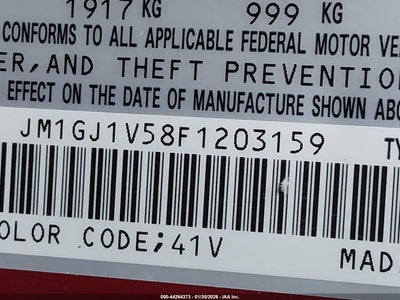 1917 KG 999 KG
CONFORMS TO ALL APPLICABLE FEDERAL MOTOR VE
ER, AND THEFT PREVENTION
EFFECT ON THE DATE OF MANUFACTURE SHOWN ABO
JM1GJ1V58F1203159 TY
OLOR CODE;41V MAD
000-44264373 - 01/30/2026 - IAA Inc.